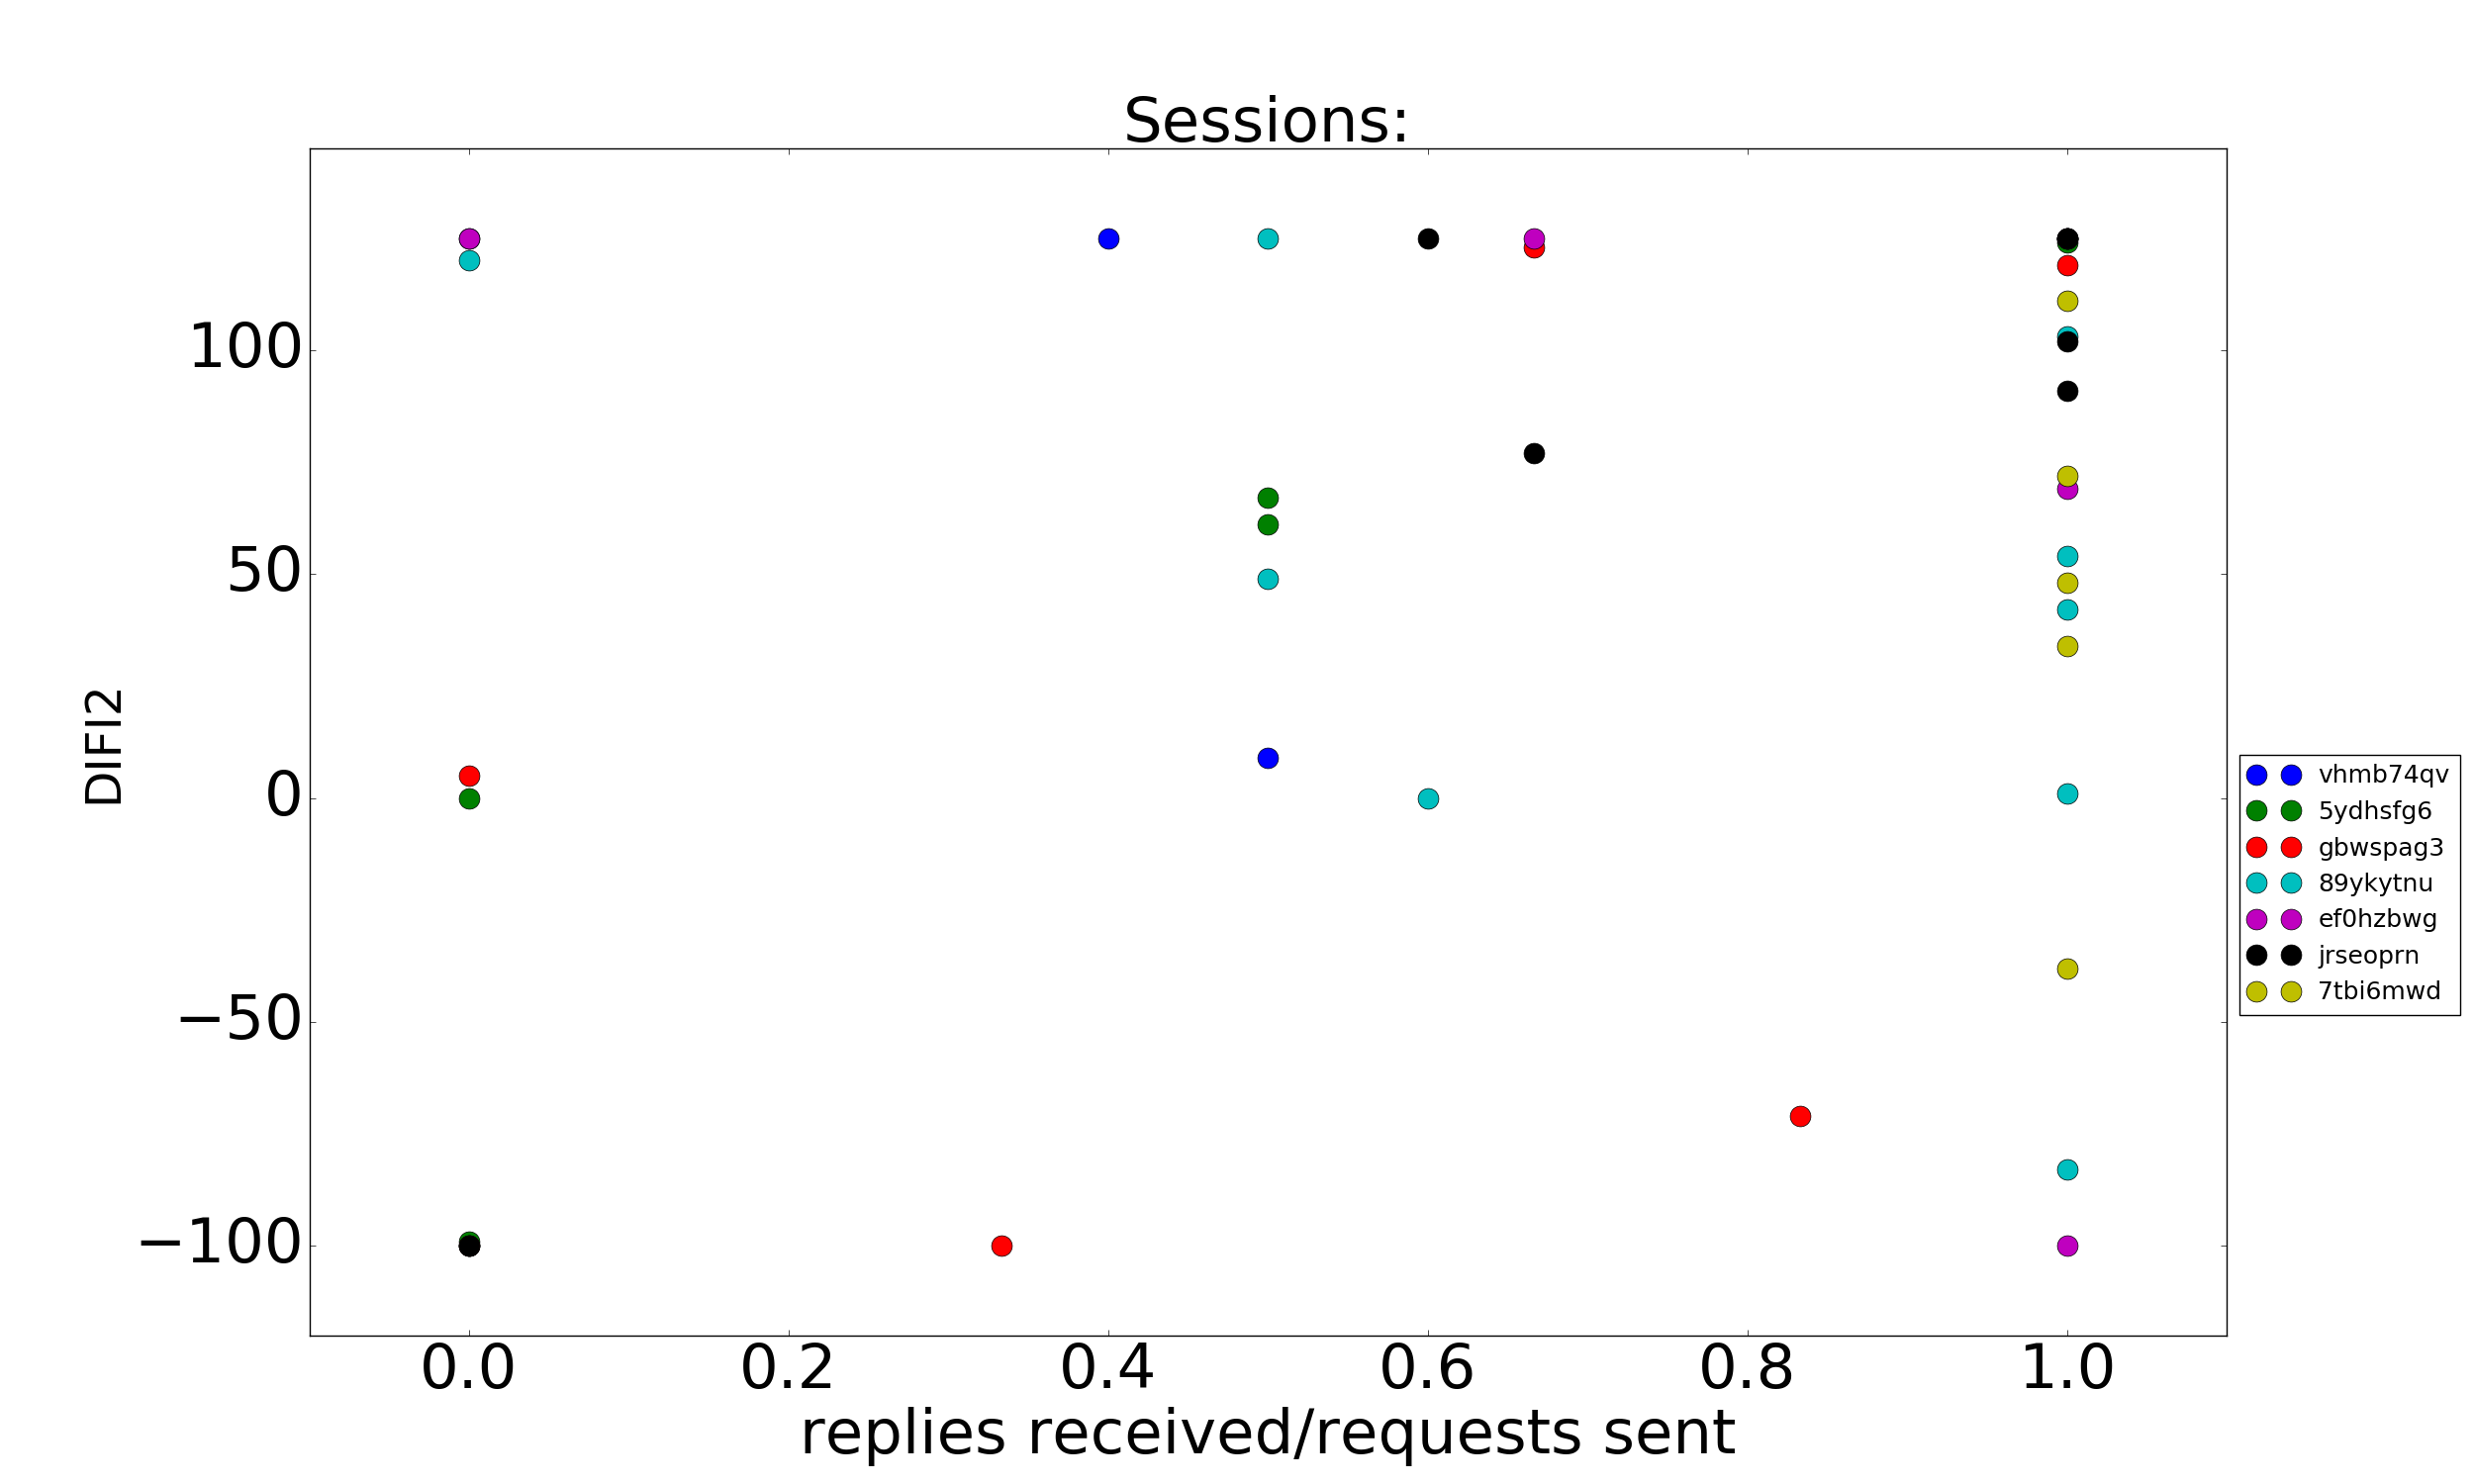 Sessions:
100
50
0
−50
−100
DIFI2
0.0 0.2 0.4 0.6 0.8 1.0
replies received/requests sent
vhmb74qv
5ydhsfg6
gbwspag3
89ykytnu
ef0hzbwg
jrseoprn
7tbi6mwd